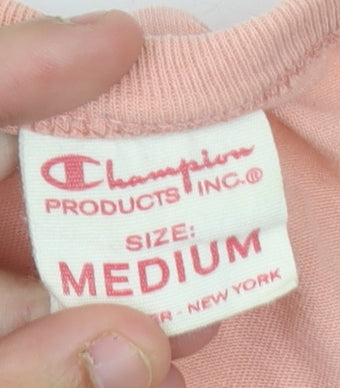 Champion
PRODUCTS INC.®
SIZE:
MEDIUM
R - NEW YORK